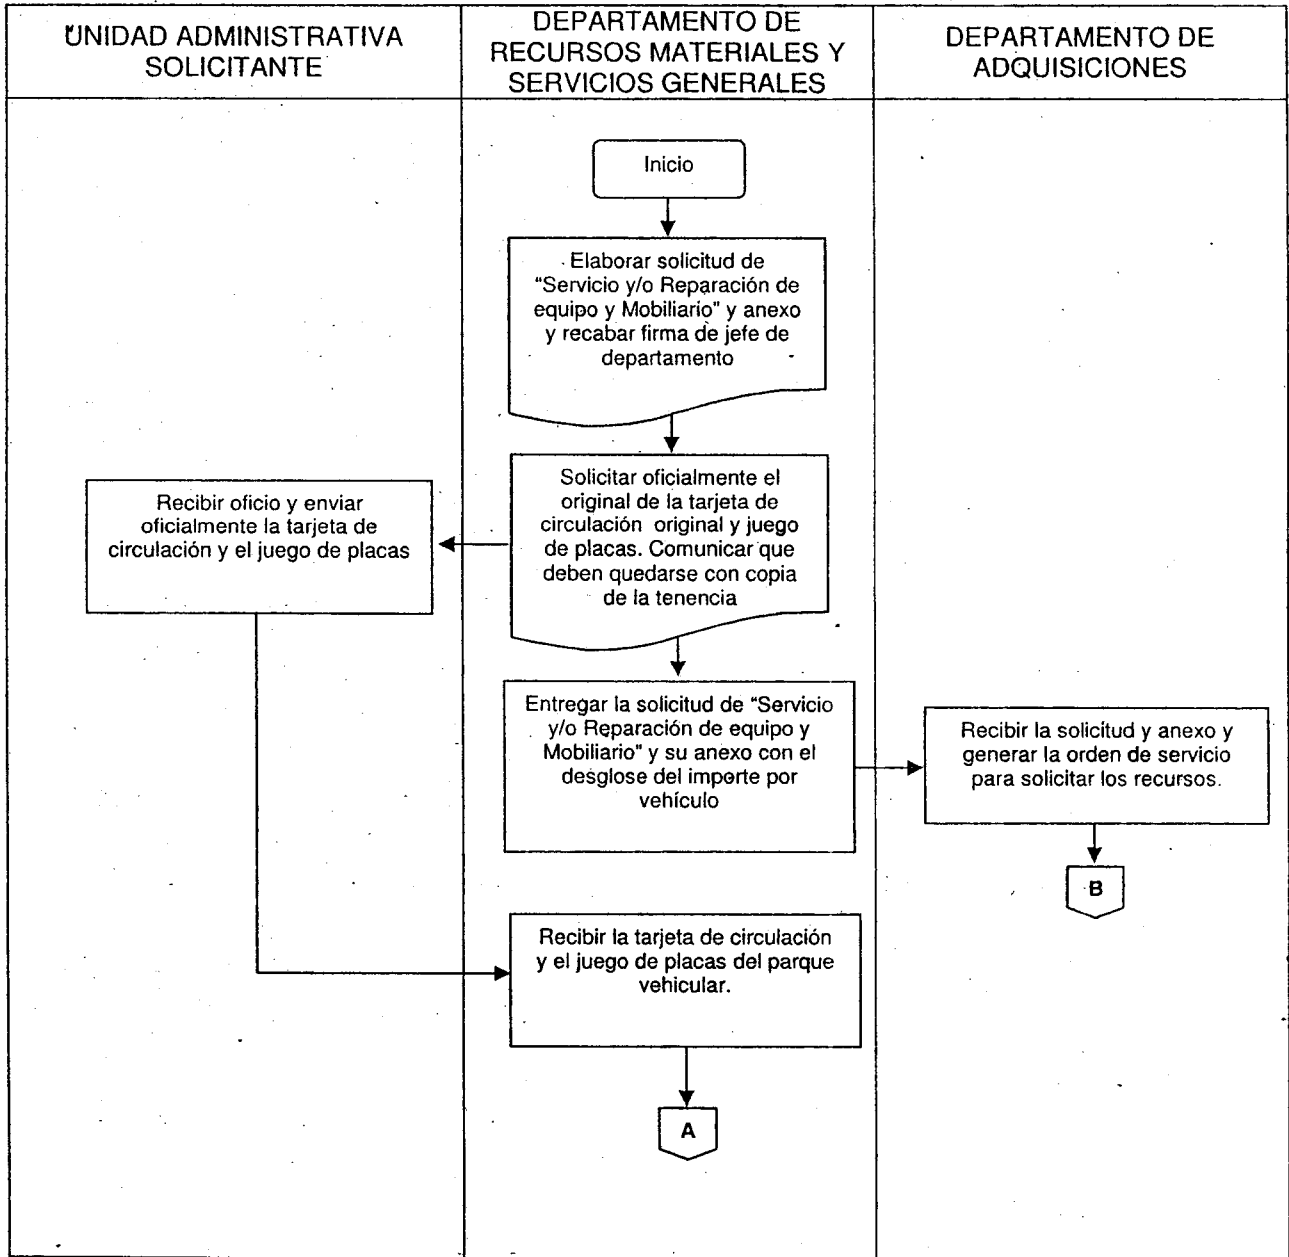 UNIDAD ADMINISTRATIVA
SOLICITANTE
DEPARTAMENTO DE
RECURSOS MATERIALES Y
SERVICIOS GENERALES
DEPARTAMENTO DE
ADQUISICIONES
Inicio
Elaborar solicitud de
"Servicio y/o Reparación de
equipo y Mobiliario" y anexo
y recabar firma de jefe de
departamento
Solicitar oficialmente el
original de la tarjeta de
circulación original y juego
de placas. Comunicar que
deben quedarse con copia
de la tenencia
Recibir oficio y enviar
oficialmente la tarjeta de
circulación y el juego de placas
Entregar la solicitud de "Servicio
y/o Reparación de equipo y
Mobiliario" y su anexo con el
desglose del importe por
vehículo
Recibir la solicitud y anexo y
generar la orden de servicio
para solicitar los recursos.
B
Recibir la tarjeta de circulación
y el juego de placas del parque
vehicular.
A